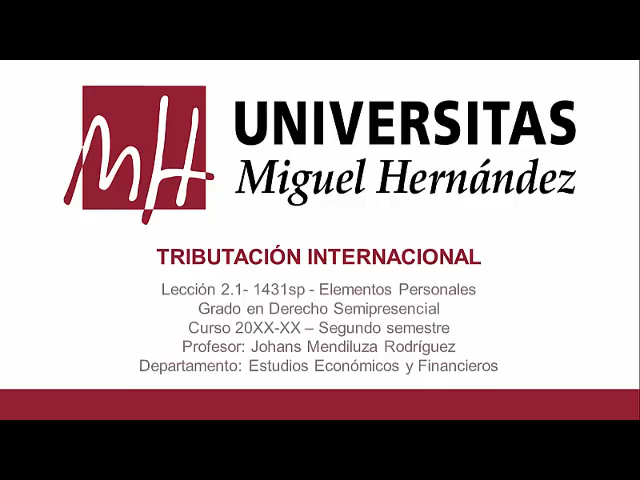 MH
UNIVERSITAS
Miguel Hernández
TRIBUTACIÓN INTERNACIONAL
Lección 2.1- 1431sp - Elementos Personales
Grado en Derecho Semipresencial
Curso 20XX-XX – Segundo semestre
Profesor: Johans Mendiluza Rodríguez
Departamento: Estudios Económicos y Financieros